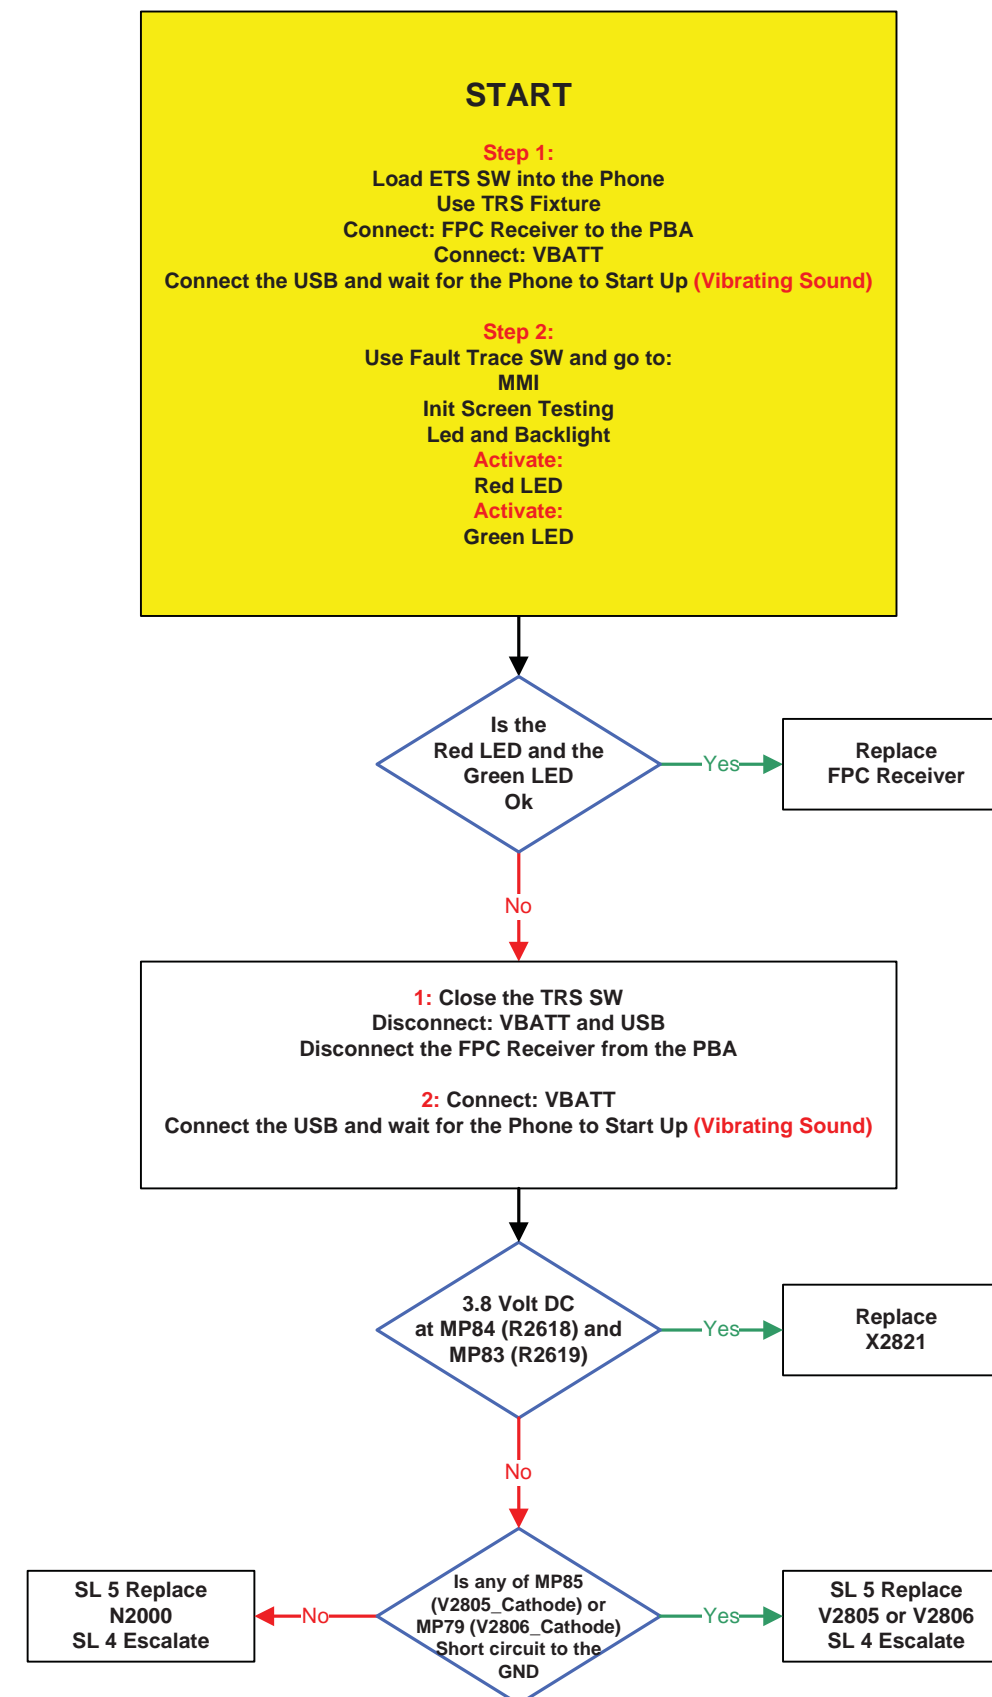 START
Step 1:
Load ETS SW into the Phone
Use TRS Fixture
Connect: FPC Receiver to the PBA
Connect: VBATT
Connect the USB and wait for the Phone to Start Up (Vibrating Sound)
Step 2:
Use Fault Trace SW and go to:
MMI
Init Screen Testing
Led and Backlight
Activate:
Red LED
Activate:
Green LED
Is the
Red LED and the
Green LED
Ok
Yes
Replace
FPC Receiver
No
1: Close the TRS SW
Disconnect: VBATT and USB
Disconnect the FPC Receiver from the PBA
2: Connect: VBATT
Connect the USB and wait for the Phone to Start Up (Vibrating Sound)
3.8 Volt DC
at MP84 (R2618) and
MP83 (R2619)
Yes
Replace
X2821
No
Is any of MP85
(V2805_Cathode) or
MP79 (V2806_Cathode)
Short circuit to the
GND
No
SL 5 Replace
N2000
SL 4 Escalate
Yes
SL 5 Replace
V2805 or V2806
SL 4 Escalate